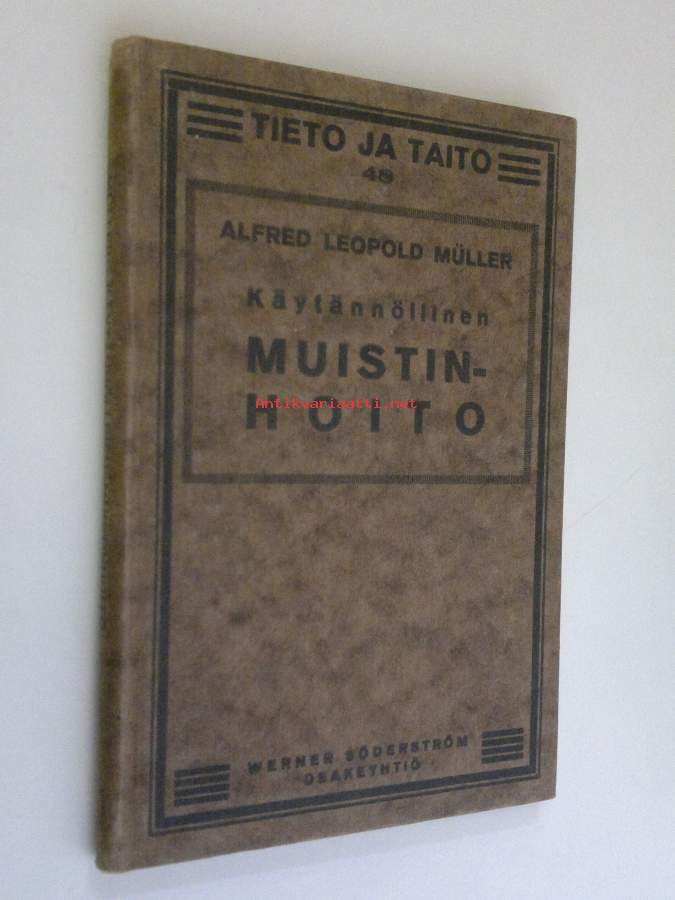 TIETO JA TAITO
48
ALFRED LEOPOLD MÜLLER
Käytännöllinen
MUISTIN-
HOITO
Antikvariaatti.net
WERNER SÖDERSTRÖM
OSAKEYHTIÖ